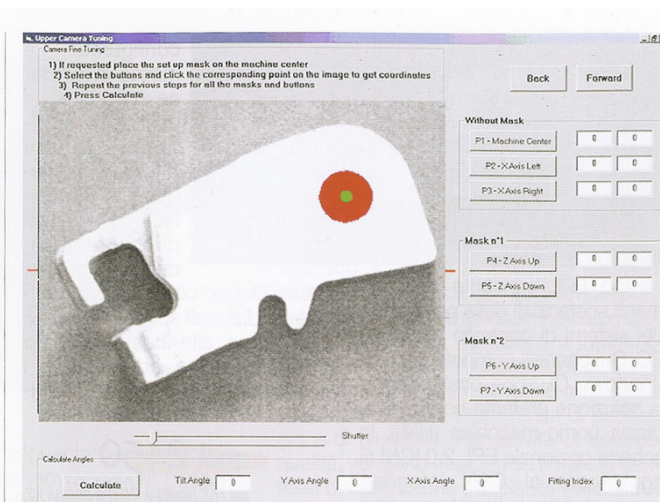 Upper Camera Tuning
Camera Fine Tuning
1) If requested place the set up mask on the machine center
2) Select the buttons and click the corresponding point on the image to get coordinates
3) Repeat the previous steps for all the masks and buttons
4) Press Calculate
Back Forward
Without Mask
P1 - Machine Center 0 0
P2 - X Axis Left 0 0
P3 - X Axis Right 0 0
Mask n°1
P4 - Z Axis Up 0 0
P5 - Z Axis Down 0 0
Mask n°2
P6 - Y Axis Up 0 0
P7 - Y Axis Down 0 0
Shutter
Calculate Angles
Calculate Tilt Angle 0 Y Axis Angle 0 X Axis Angle 0 Fitting Index 0